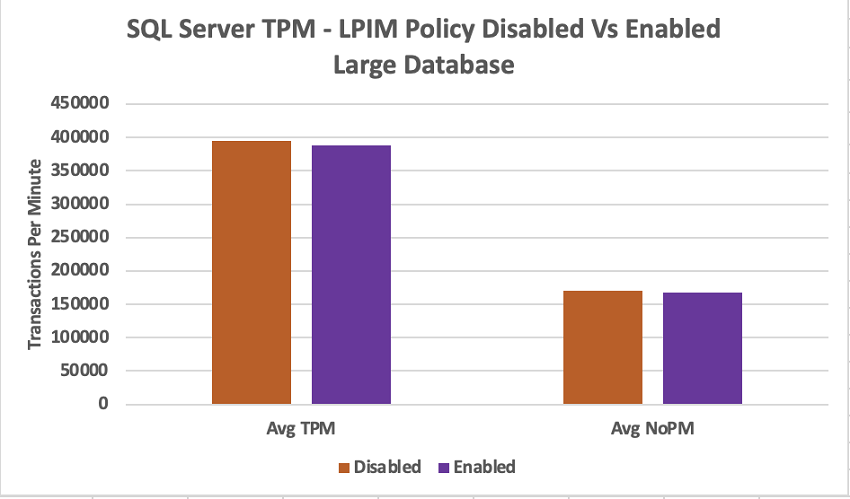 SQL Server TPM - LPIM Policy Disabled Vs Enabled
Large Database
Transactions Per Minute
450000
400000
350000
300000
250000
200000
150000
100000
50000
0
Avg TPM
Avg NoPM
Disabled
Enabled